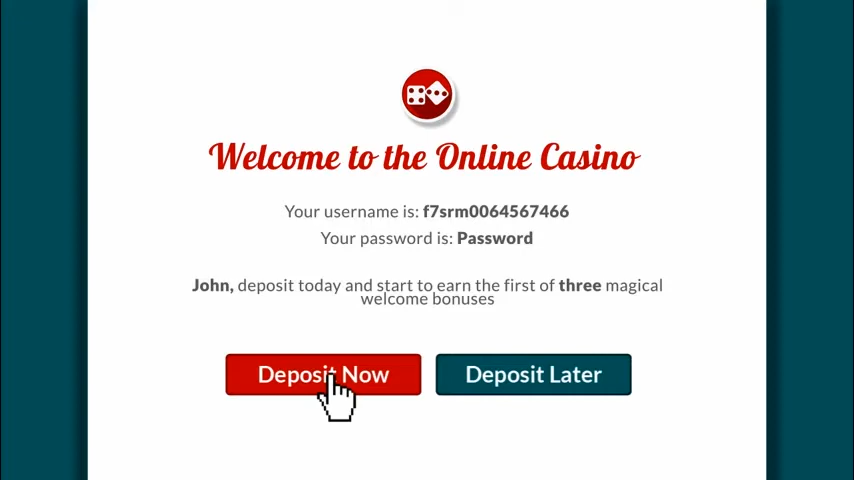 Welcome to the Online Casino
Your username is: f7srm0064567466
Your password is: Password
John, deposit today and start to earn the first of three magical
welcome bonuses
Deposit Now
Deposit Later